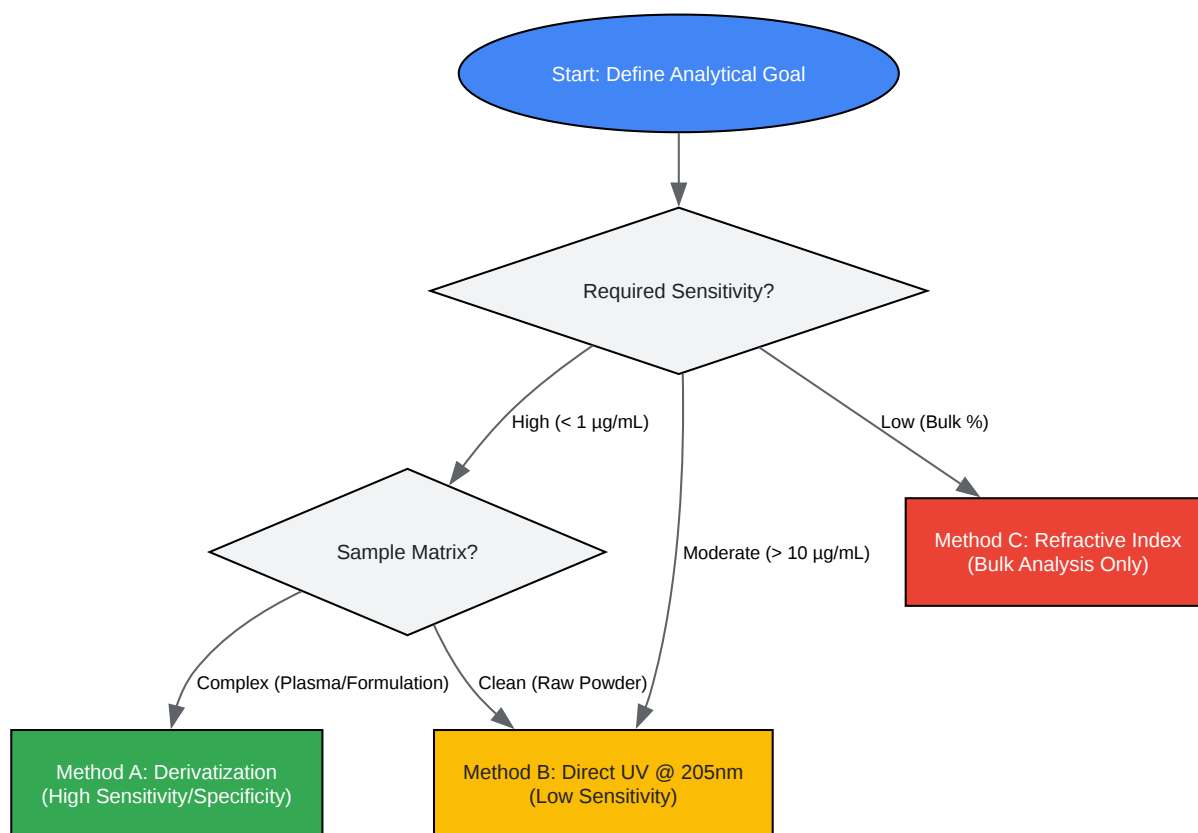 Start: Define Analytical Goal
Required Sensitivity?
High (< 1 µg/mL)
Low (Bulk %)
Sample Matrix?
Moderate (> 10 µg/mL)
Method C: Refractive Index
(Bulk Analysis Only)
Complex (Plasma/Formulation)
Clean (Raw Powder)
Method A: Derivatization
(High Sensitivity/Specificity)
Method B: Direct UV @ 205nm
(Low Sensitivity)